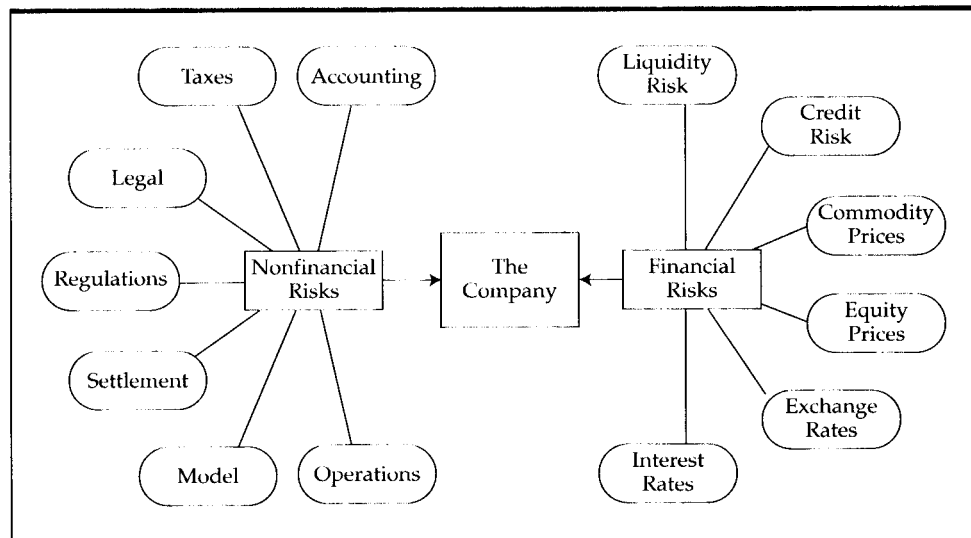 Taxes
Accounting
Legal
Regulations
Settlement
Model
Operations
Nonfinancial
Risks
The
Company
Financial
Risks
Liquidity
Risk
Credit
Risk
Commodity
Prices
Equity
Prices
Exchange
Rates
Interest
Rates